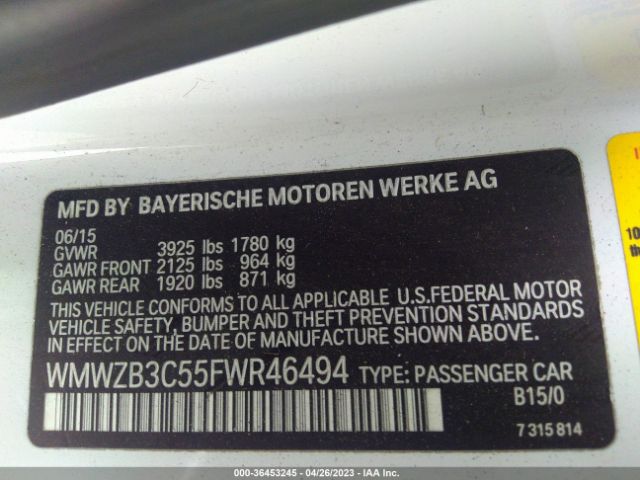 MFD BY BAYERISCHE MOTOREN WERKE AG
06/15
GVWR 3925 lbs 1780 kg
GAWR FRONT 2125 lbs 964 kg
GAWR REAR 1920 lbs 871 kg
THIS VEHICLE CONFORMS TO ALL APPLICABLE U.S.FEDERAL MOTOR
VEHICLE SAFETY, BUMPER AND THEFT PREVENTION STANDARDS
IN EFFECT ON THE DATE OF MANUFACTURE SHOWN ABOVE.
WMWZB3C55FWR46494 TYPE: PASSENGER CAR
B15/0
7 315 814
10
000-36453245 - 04/26/2023 - IAA Inc.